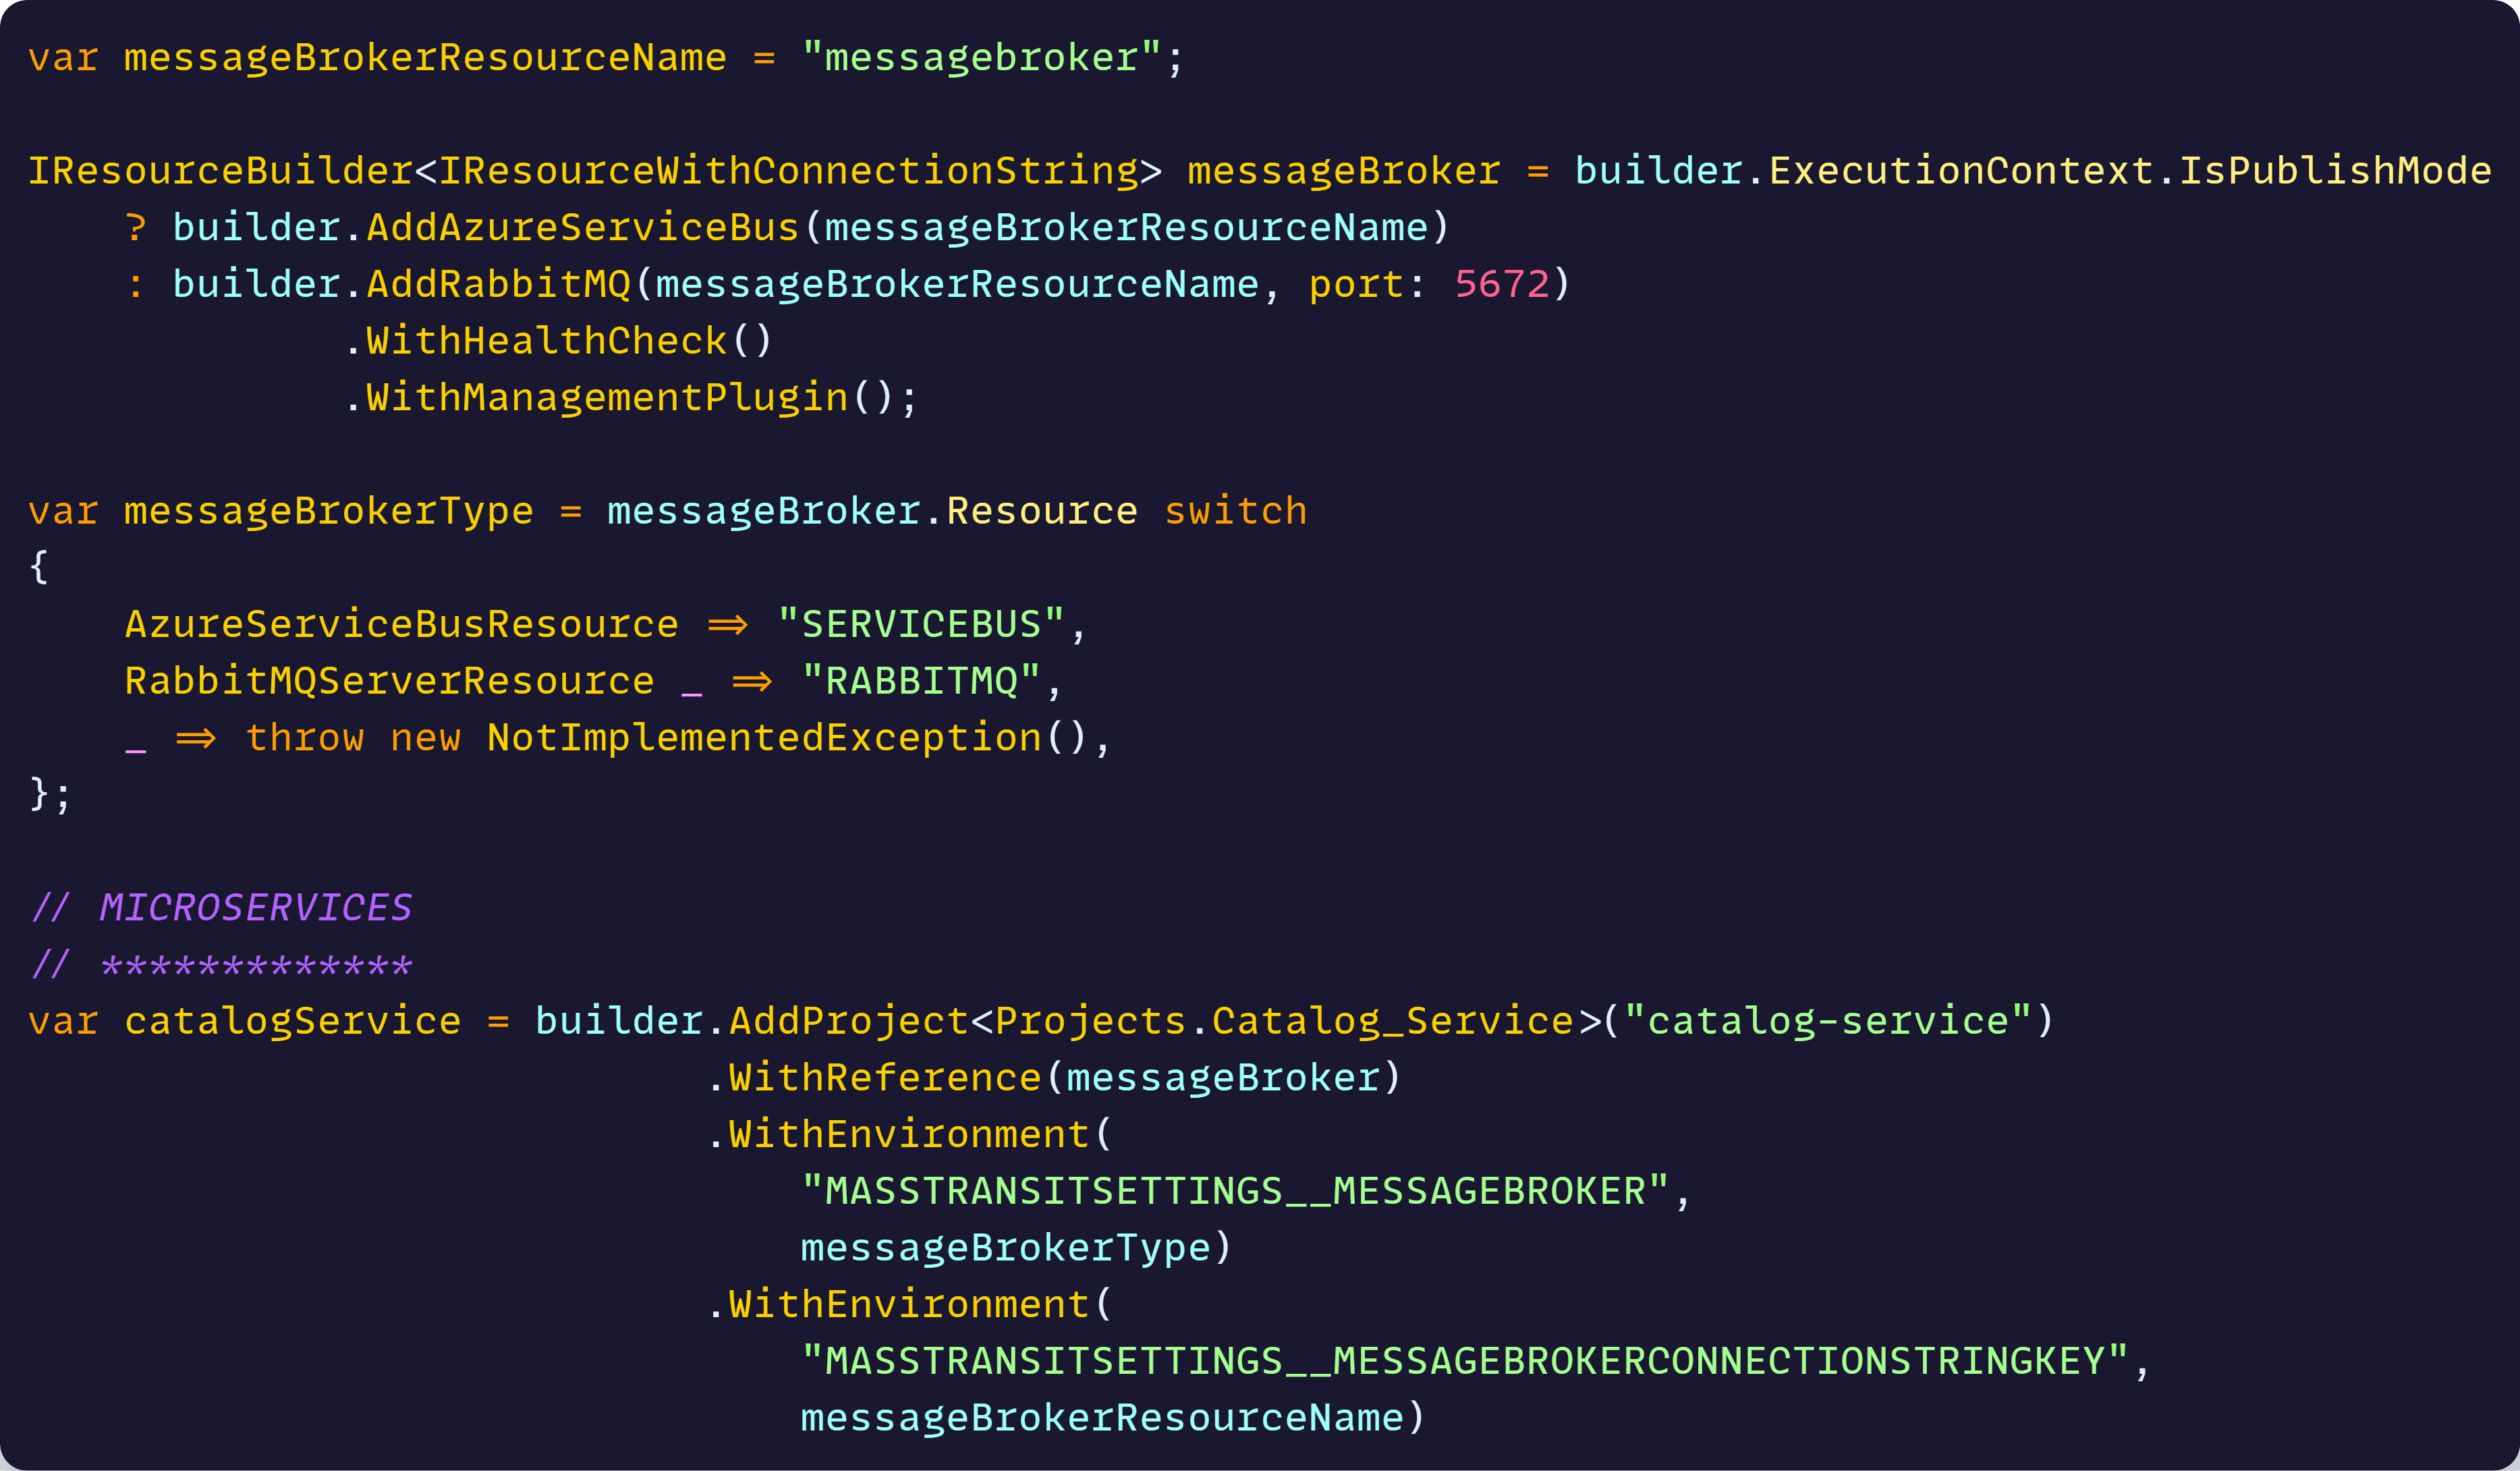 var messageBrokerResourceName = "messagebroker";

IResourceBuilder<IResourceWithConnectionString> messageBroker = builder.ExecutionContext.IsPublishMode
    ? builder.AddAzureServiceBus(messageBrokerResourceName)
    : builder.AddRabbitMQ(messageBrokerResourceName, port: 5672)
             .WithHealthCheck()
             .WithManagementPlugin();

var messageBrokerType = messageBroker.Resource switch
{
    AzureServiceBusResource => "SERVICEBUS",
    RabbitMQServerResource _ => "RABBITMQ",
    _ => throw new NotImplementedException(),
};

// MICROSERVICES
// *************
var catalogService = builder.AddProject<Projects.Catalog_Service>("catalog-service")
                            .WithReference(messageBroker)
                            .WithEnvironment(
                                "MASSTRANSITSETTINGS__MESSAGEBROKER",
                                messageBrokerType)
                            .WithEnvironment(
                                "MASSTRANSITSETTINGS__MESSAGEBROKERCONNECTIONSTRINGKEY",
                                messageBrokerResourceName)